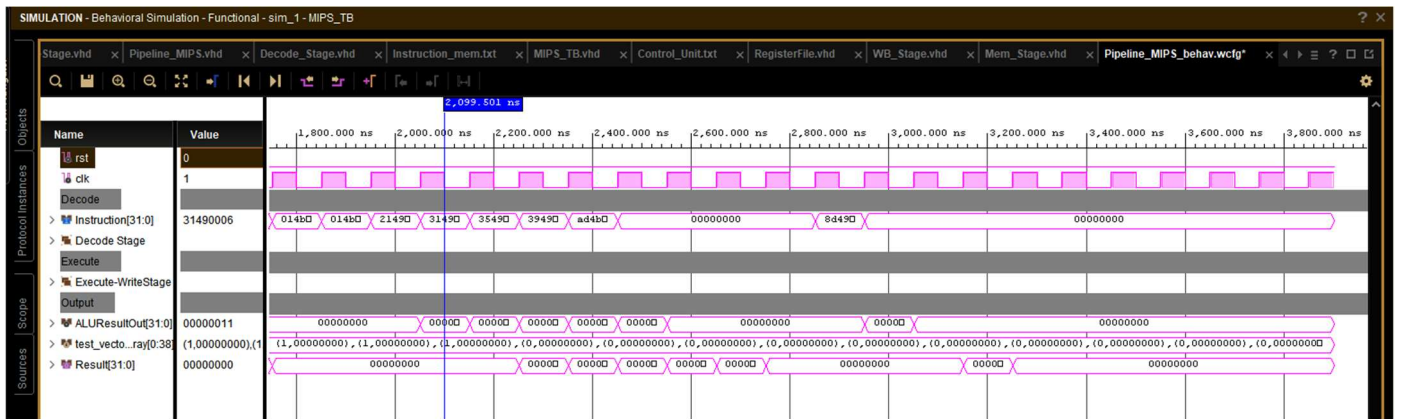 SIMULATION - Behavioral Simulation - Functional - sim_1 - MIPS_TB
Stage.vhd Pipeline_MIPS.vhd Decode_Stage.vhd Instruction_mem.txt MIPS_TB.vhd Control_Unit.txt RegisterFile.vhd WB_Stage.vhd Mem_Stage.vhd Pipeline_MIPS_behav.wcfg*
2,099.501 ns
Name Value 1,800.000 ns 2,000.000 ns 2,200.000 ns 2,400.000 ns 2,600.000 ns 2,800.000 ns 3,000.000 ns 3,200.000 ns 3,400.000 ns 3,600.000 ns 3,800.000 ns
rst 0
clk 1
Decode
Instruction[31:0] 31490006 014b□ 014b□ 2149□ 3149□ 3549□ 3949□ ad4b□ 00000000 8d49□ 00000000
Decode Stage
Execute
Execute-WriteStage
Output
ALUResultOut[31:0] 00000011 00000000 0000□ 0000□ 0000□ 0000□ 0000□ 00000000 0000□ 00000000
test_vecto...ray[0:38] (1,00000000),(1 (1,00000000),(1,00000000),(1,00000000),(0,00000000),(0,00000000),(0,00000000),(0,00000000),(0,00000000),(0,00000000),(0,00000000),(0,00000000),(0,00000000),(0,00000000□
Result[31:0] 00000000 00000000 0000□ 0000□ 0000□ 0000□ 0000□ 00000000 0000□ 00000000
Objects
Protocol Instances
Scope
Sources